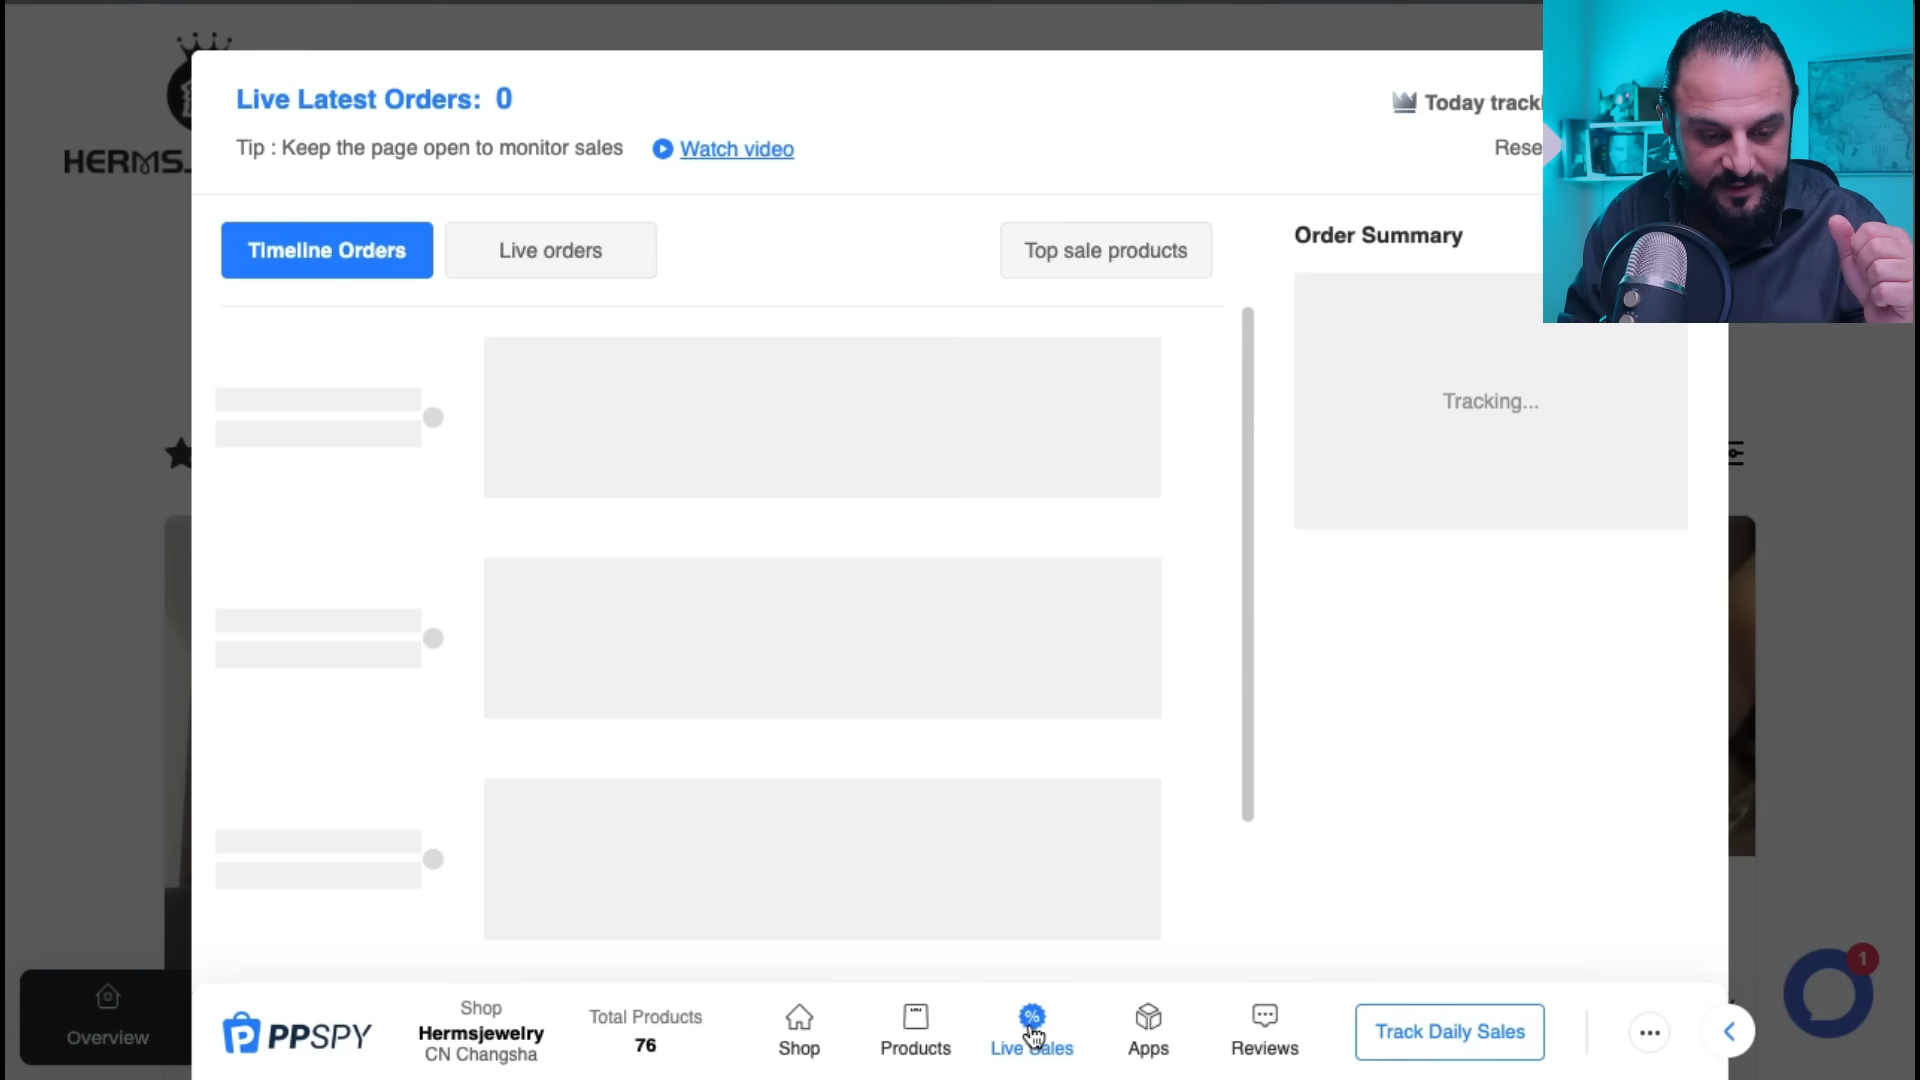 HERMS
Live Latest Orders: 0
Tip : Keep the page open to monitor sales
Watch video
Today
Timeline Orders
Live orders
Top sale products
Order Summary
Tracking...
Overview
PPSPY
Shop
Hermsjewelry
CN Changsha
Total Products
76
Shop
Products
Live Sales
Apps
Reviews
Track Daily Sales
1